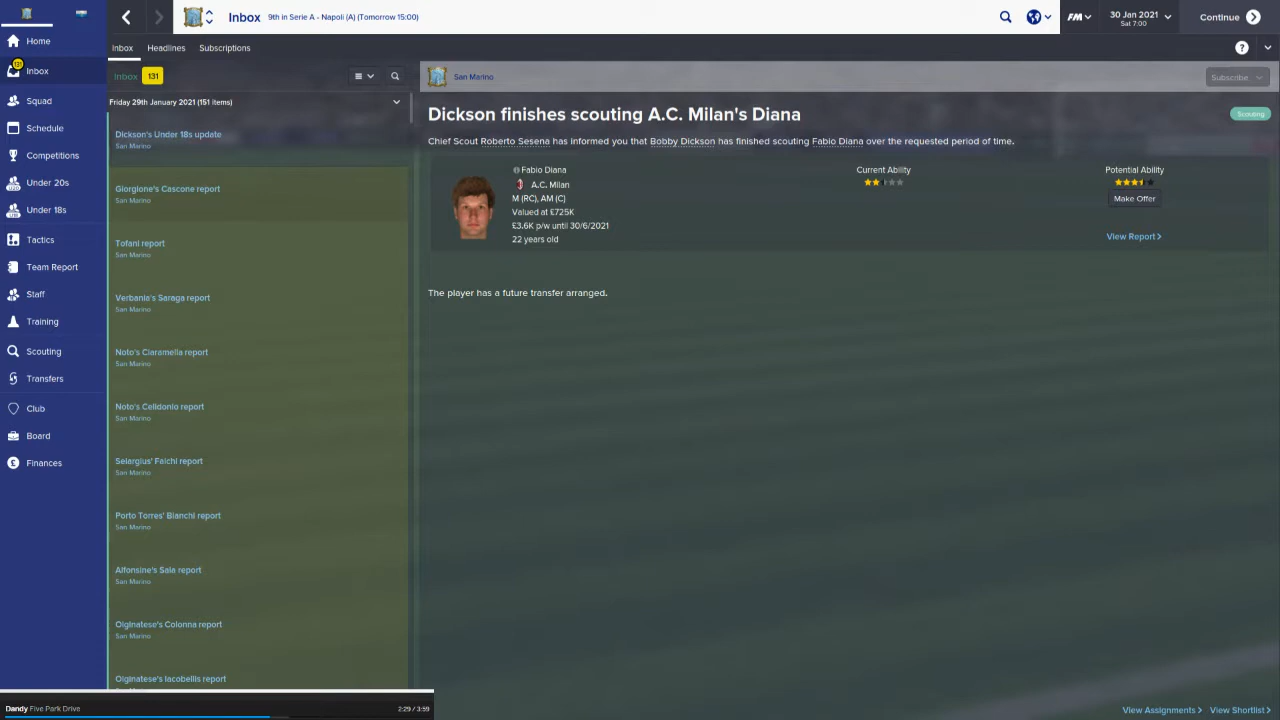 Inbox
9th in Serie A - Napoli (A) (Tomorrow 15:00)
FM
30 Jan 2021
Sat 7:00
Continue
Home
131
Inbox
Squad
Schedule
Competitions
Under 20s
Under 18s
Tactics
Team Report
Staff
Training
Scouting
Transfers
Club
Board
Finances
Inbox
Headlines
Subscriptions
?
Inbox 131
Friday 29th January 2021 (151 items)
Dickson's Under 18s update
San Marino
Giorgione's Cascone report
San Marino
Tofani report
San Marino
Verbania's Saraga report
San Marino
Noto's Ciaramella report
San Marino
Noto's Celidonio report
San Marino
Selargius' Falchi report
San Marino
Porto Torres' Bianchi report
San Marino
Alfonsine's Sala report
San Marino
Olginatese's Colonna report
San Marino
Olginatese's Iacobellis report
San Marino
Subscribe
Dickson finishes scouting A.C. Milan's Diana
Scouting
Chief Scout Roberto Sesena has informed you that Bobby Dickson has finished scouting Fabio Diana over the requested period of time.
Fabio Diana
A.C. Milan
M (RC), AM (C)
Valued at £725K
£3.6K p/w until 30/6/2021
22 years old
Current Ability
Potential Ability
Make Offer
View Report
The player has a future transfer arranged.
Dandy Five Park Drive
2:29 / 3:59
View Assignments
View Shortlist